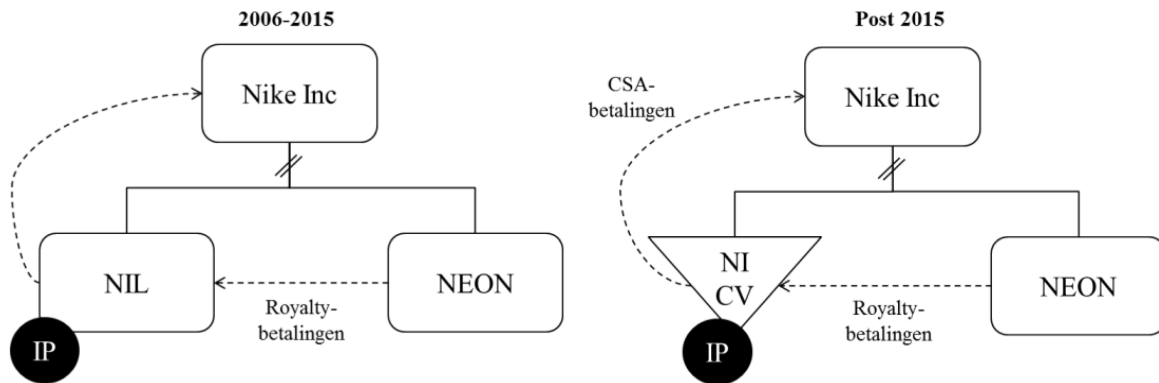 2006-2015
Nike Inc
NIL
NEON
Royalty-
betalingen
IP
Post 2015
CSA-
betalingen
Nike Inc
NI
CV
NEON
Royalty-
betalingen
IP